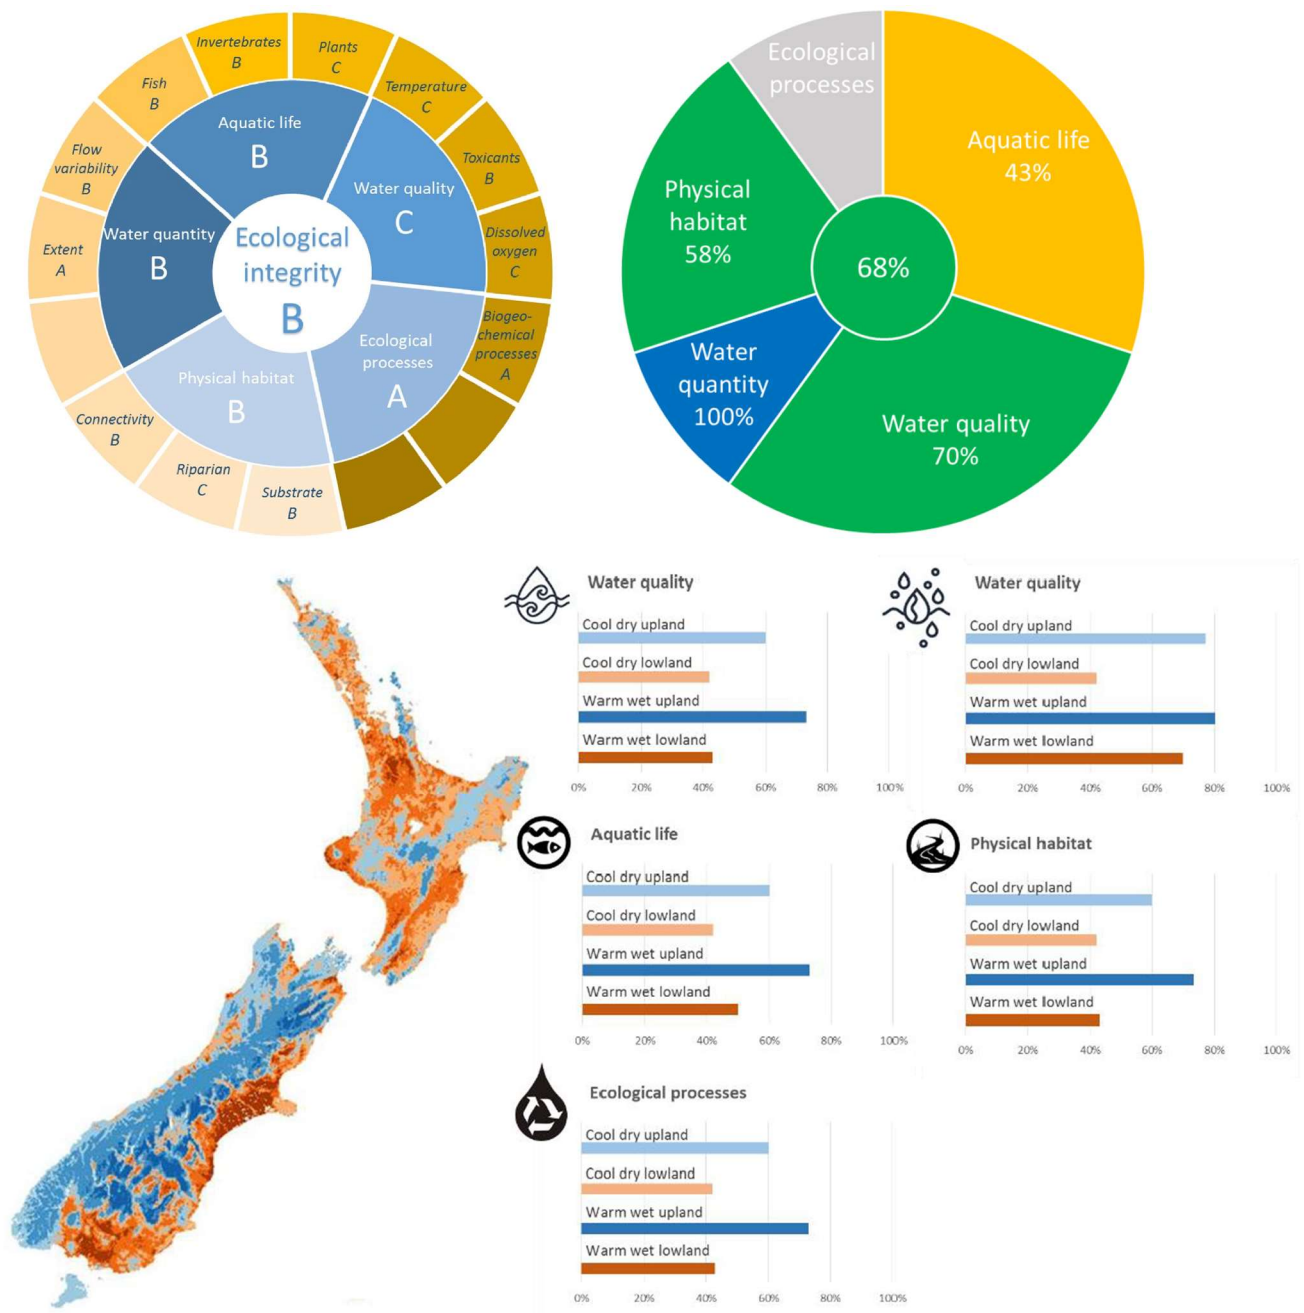 Invertebrates
B
Plants
C
Temperature
C
Toxicants
B
Dissolved
oxygen
C
Biogeo-
chemical
processes
A
Substrate
B
Riparian
C
Connectivity
B
Extent
A
Flow
variability
B
Fish
B
Aquatic life
B
Water quality
C
Ecological
processes
A
Physical habitat
B
Water quantity
B
Ecological
integrity
B
Ecological
processes
Aquatic life
43%
Water quality
70%
Water
quantity
100%
Physical
habitat
58%
68%
Water quality
Cool dry upland
Cool dry lowland
Warm wet upland
Warm wet lowland
0% 20% 40% 60% 80% 100%
Water quality
Cool dry upland
Cool dry lowland
Warm wet upland
Warm wet lowland
0% 20% 40% 60% 80% 100%
Aquatic life
Cool dry upland
Cool dry lowland
Warm wet upland
Warm wet lowland
0% 20% 40% 60% 80% 100%
Physical habitat
Cool dry upland
Cool dry lowland
Warm wet upland
Warm wet lowland
0% 20% 40% 60% 80% 100%
Ecological processes
Cool dry upland
Cool dry lowland
Warm wet upland
Warm wet lowland
0% 20% 40% 60% 80% 100%